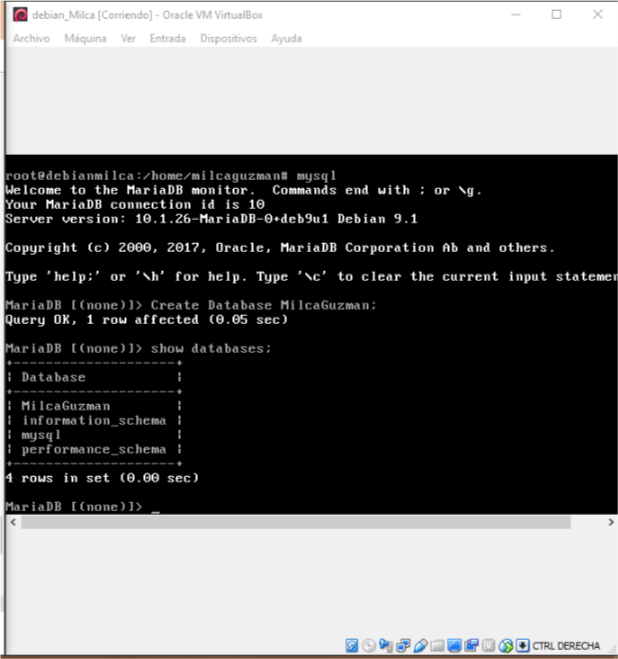 debian_Milca [Corriendo] - Oracle VM VirtualBox
Archivo Máquina Ver Entrada Dispositivos Ayuda
root@debianmilca:/home/milcaguzman# mysql
Welcome to the MariaDB monitor.  Commands end with ; or \g.
Your MariaDB connection id is 10
Server version: 10.1.26-MariaDB-0+deb9u1 Debian 9.1
Copyright (c) 2000, 2017, Oracle, MariaDB Corporation Ab and others.
Type 'help;' or '\h' for help. Type '\c' to clear the current input statemen
MariaDB [(none)]> Create Database MilcaGuzman;
Query OK, 1 row affected (0.05 sec)
MariaDB [(none)]> show databases;
+--------------------+
| Database           |
+--------------------+
| MilcaGuzman        |
| information_schema |
| mysql              |
| performance_schema |
+--------------------+
4 rows in set (0.00 sec)
MariaDB [(none)]> _
CTRL DERECHA